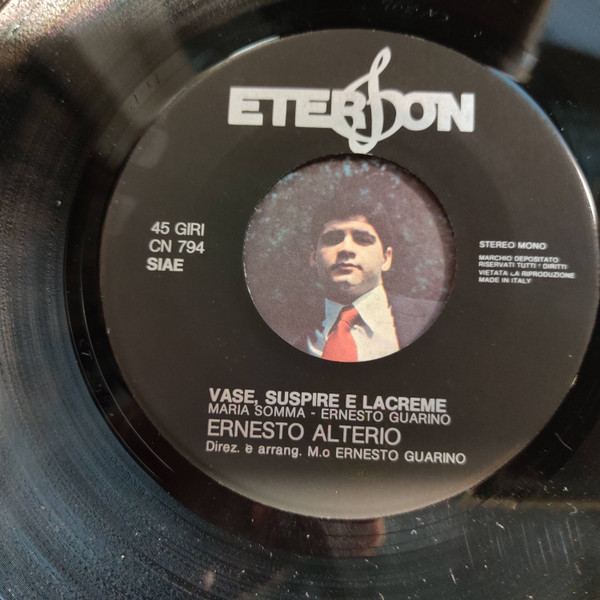 ETERSON
45 GIRI
CN 794
SIAE
STEREO MONO
MARCHIO DEPOSITATO
RISERVATI TUTTI I DIRITTI
VIETATA LA RIPRODUZIONE
MADE IN ITALY
VASE, SUSPIRE E LACREME
MARIA SOMMA - ERNESTO GUARINO
ERNESTO ALTERIO
Direz. e arrang. M.o ERNESTO GUARINO